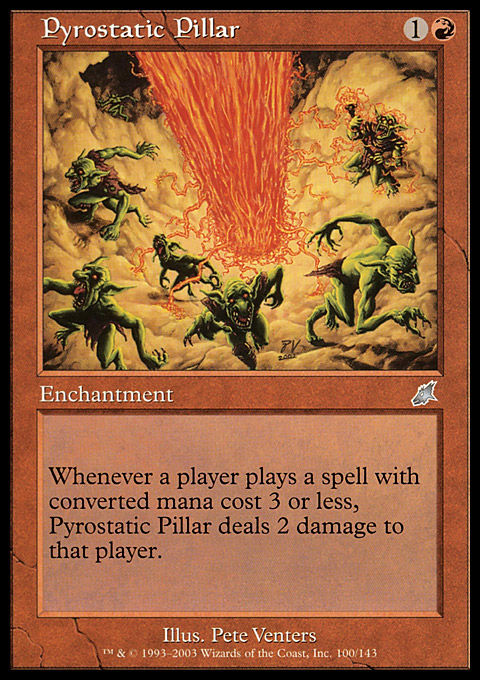 Pyrostatic Pillar 1
Enchantment
Whenever a player plays a spell with
converted mana cost 3 or less,
Pyrostatic Pillar deals 2 damage to
that player.
PV
Illus. Pete Venters
™ & © 1993–2003 Wizards of the Coast, Inc. 100/143